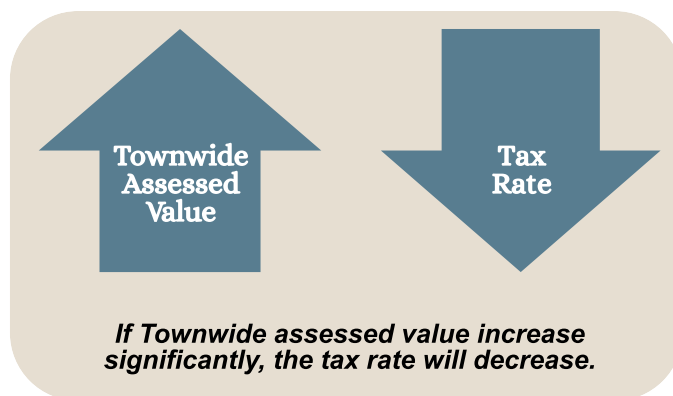 Townwide
Assessed
Value
Tax
Rate
If Townwide assessed value increase
significantly, the tax rate will decrease.